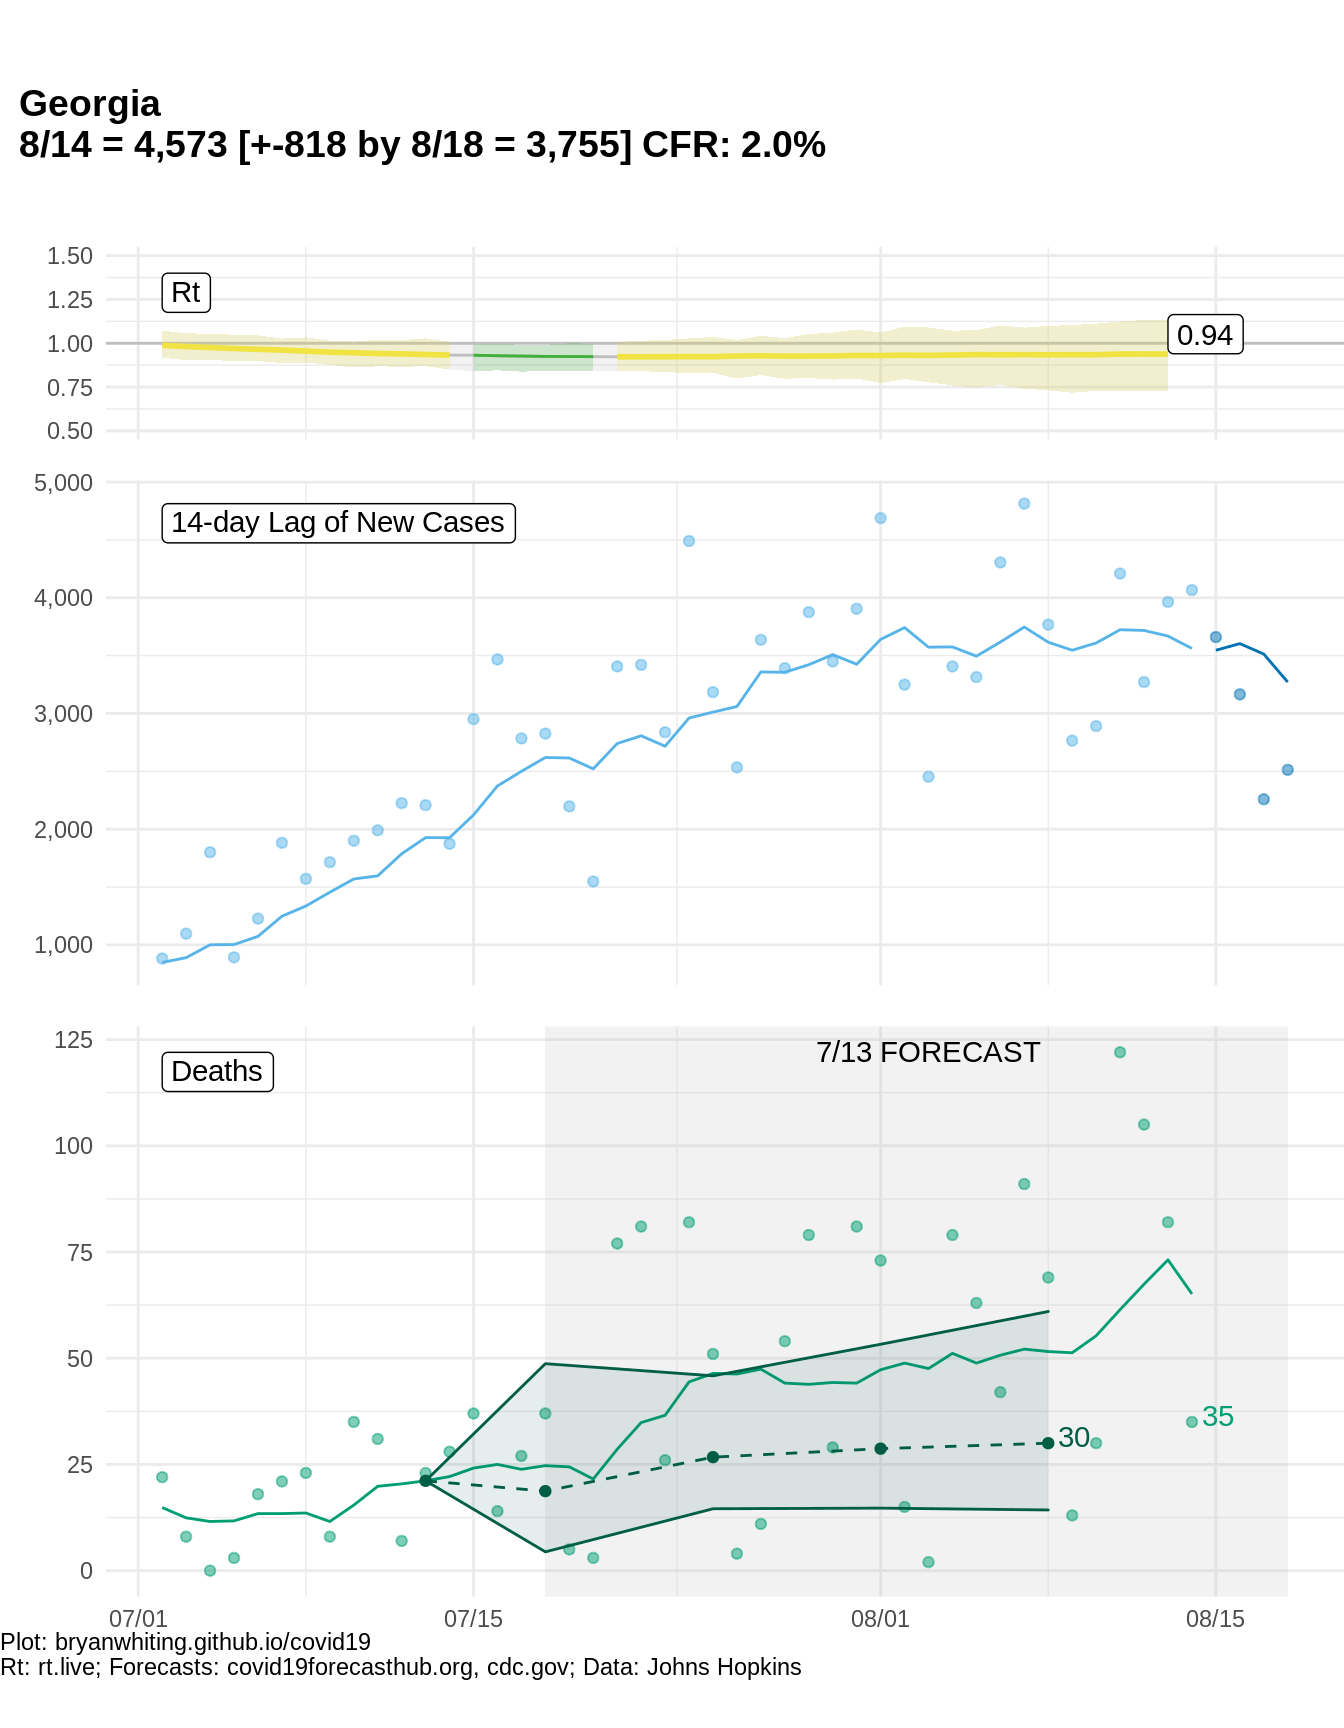 Georgia
8/14 = 4,573 [+-818 by 8/18 = 3,755] CFR: 2.0%
1.50
1.25
1.00
0.75
0.50
Rt
0.94
5,000
4,000
3,000
2,000
1,000
14-day Lag of New Cases
125
100
75
50
25
0
Deaths
7/13 FORECAST
35
30
07/01 07/15 08/01 08/15
Plot: bryanwhiting.github.io/covid19
Rt: rt.live; Forecasts: covid19forecasthub.org, cdc.gov; Data: Johns Hopkins